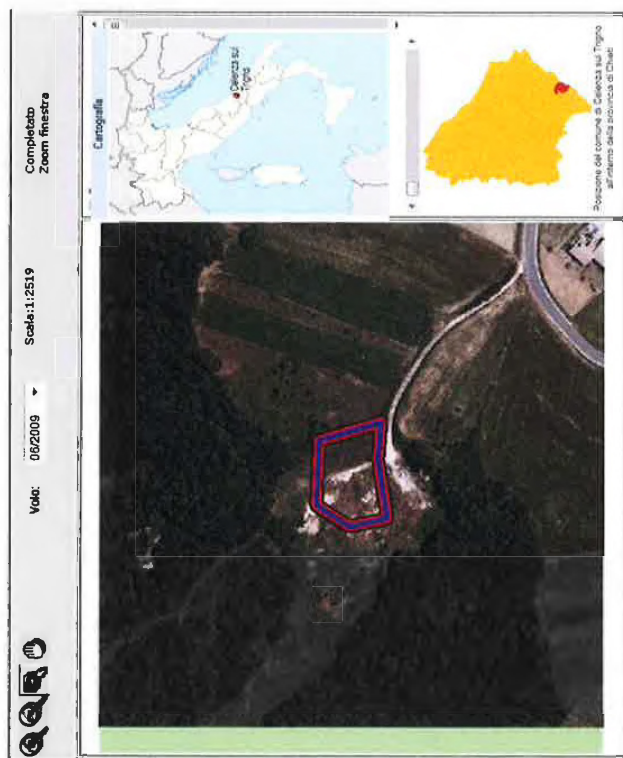 Volo: 06/2009 Scala:1:2519 Completato
Zoom finestra
Cartografia
Celenza sul
Trigno
Posizione del comune di Celenza sul Trigno
all'interno della provincia di Chieti